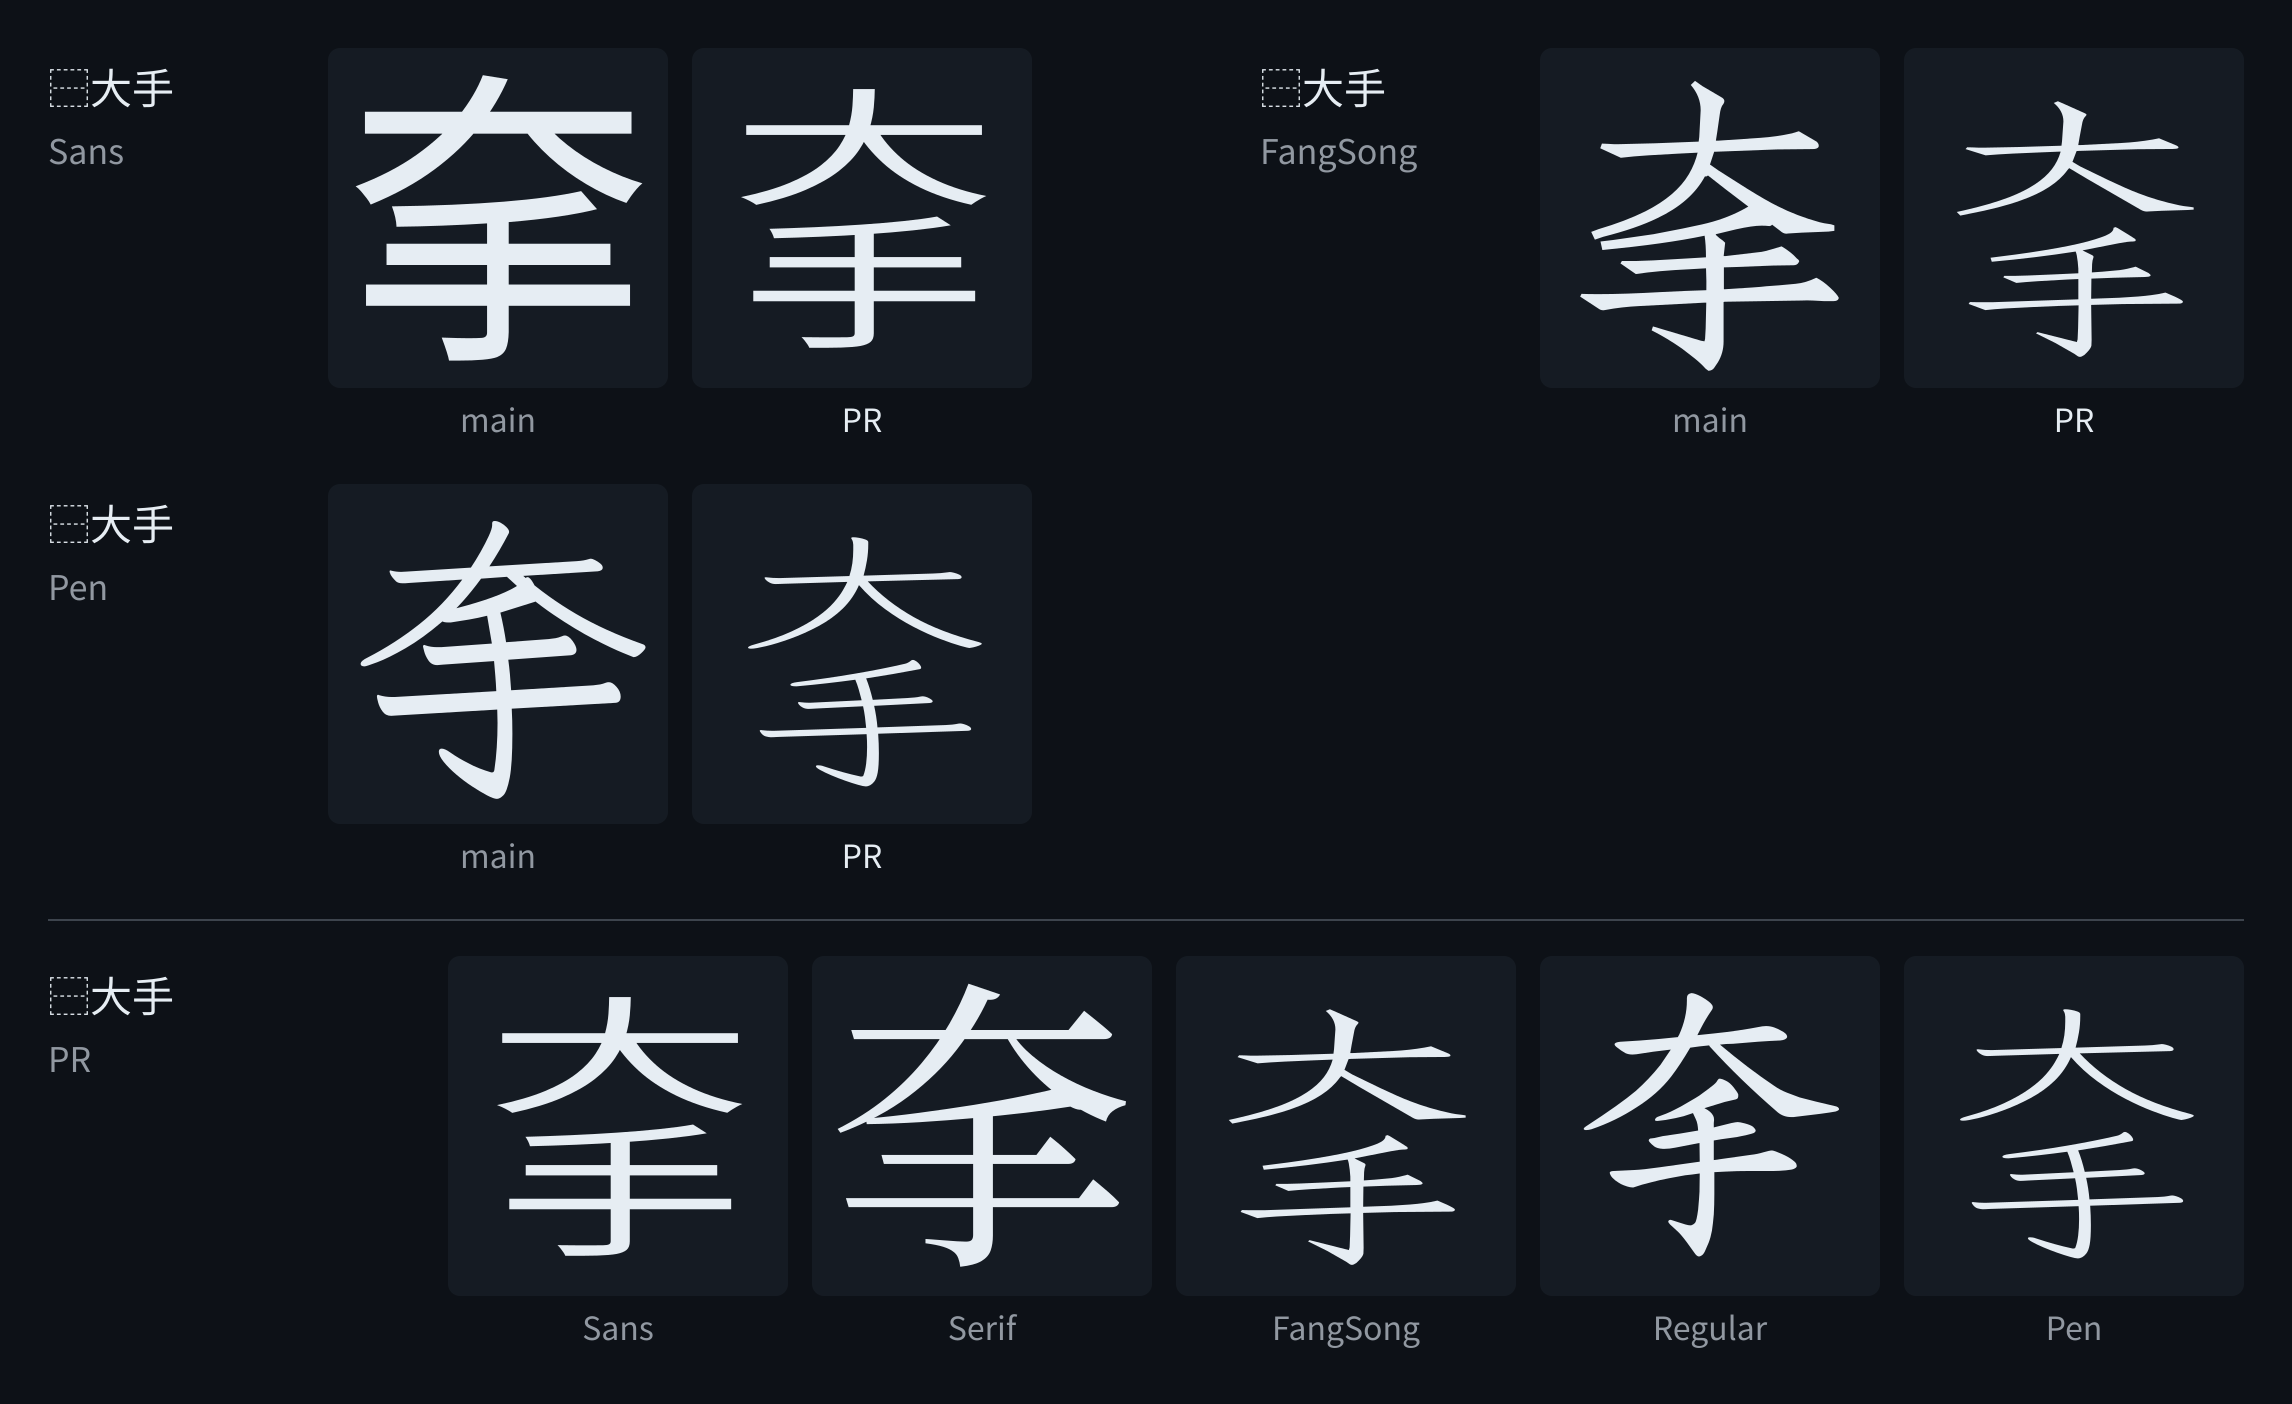 ⿱大手
Sans
main
PR
⿱大手
FangSong
main
PR
⿱大手
Pen
main
PR
⿱大手
PR
Sans
Serif
FangSong
Regular
Pen